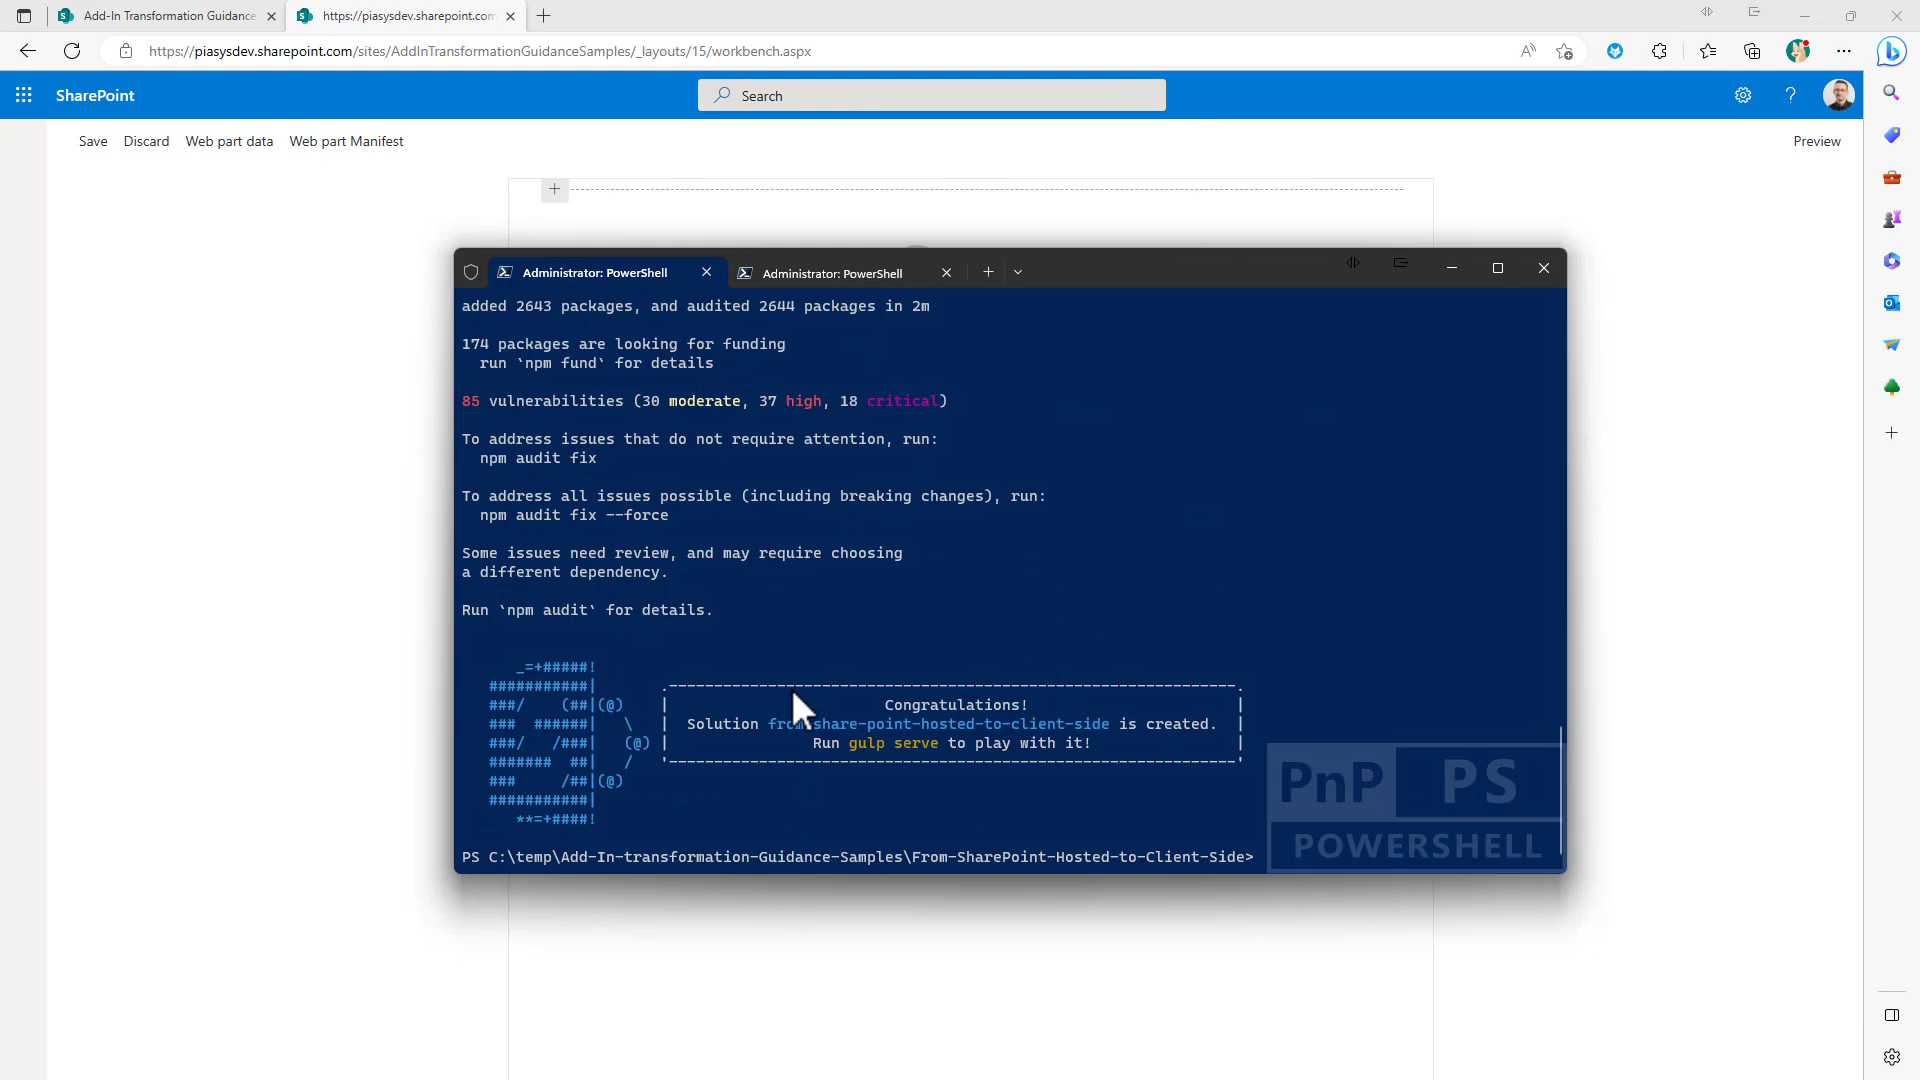 Add-In Transformation Guidance
https://piasysdev.sharepoint.com
https://piasysdev.sharepoint.com/sites/AddInTransformationGuidanceSamples/_layouts/15/workbench.aspx
SharePoint
Search
Save Discard Web part data Web part Manifest
Preview
Administrator: PowerShell
Administrator: PowerShell
added 2643 packages, and audited 2644 packages in 2m
174 packages are looking for funding
run `npm fund` for details
85 vulnerabilities (30 moderate, 37 high, 18 critical)
To address issues that do not require attention, run:
npm audit fix
To address all issues possible (including breaking changes), run:
npm audit fix --force
Some issues need review, and may require choosing
a different dependency.
Run `npm audit` for details.
_=+#####!
###########|
###/    (##|(@)
###  ######|   \
###/   /###|   (@)
#######  ##|   /
###     /##|(@)
###########|
**=+####!
Congratulations!
Solution from-share-point-hosted-to-client-side is created.
Run gulp serve to play with it!
PnP PS
POWERSHELL
PS C:\temp\Add-In-transformation-Guidance-Samples\From-SharePoint-Hosted-to-Client-Side>